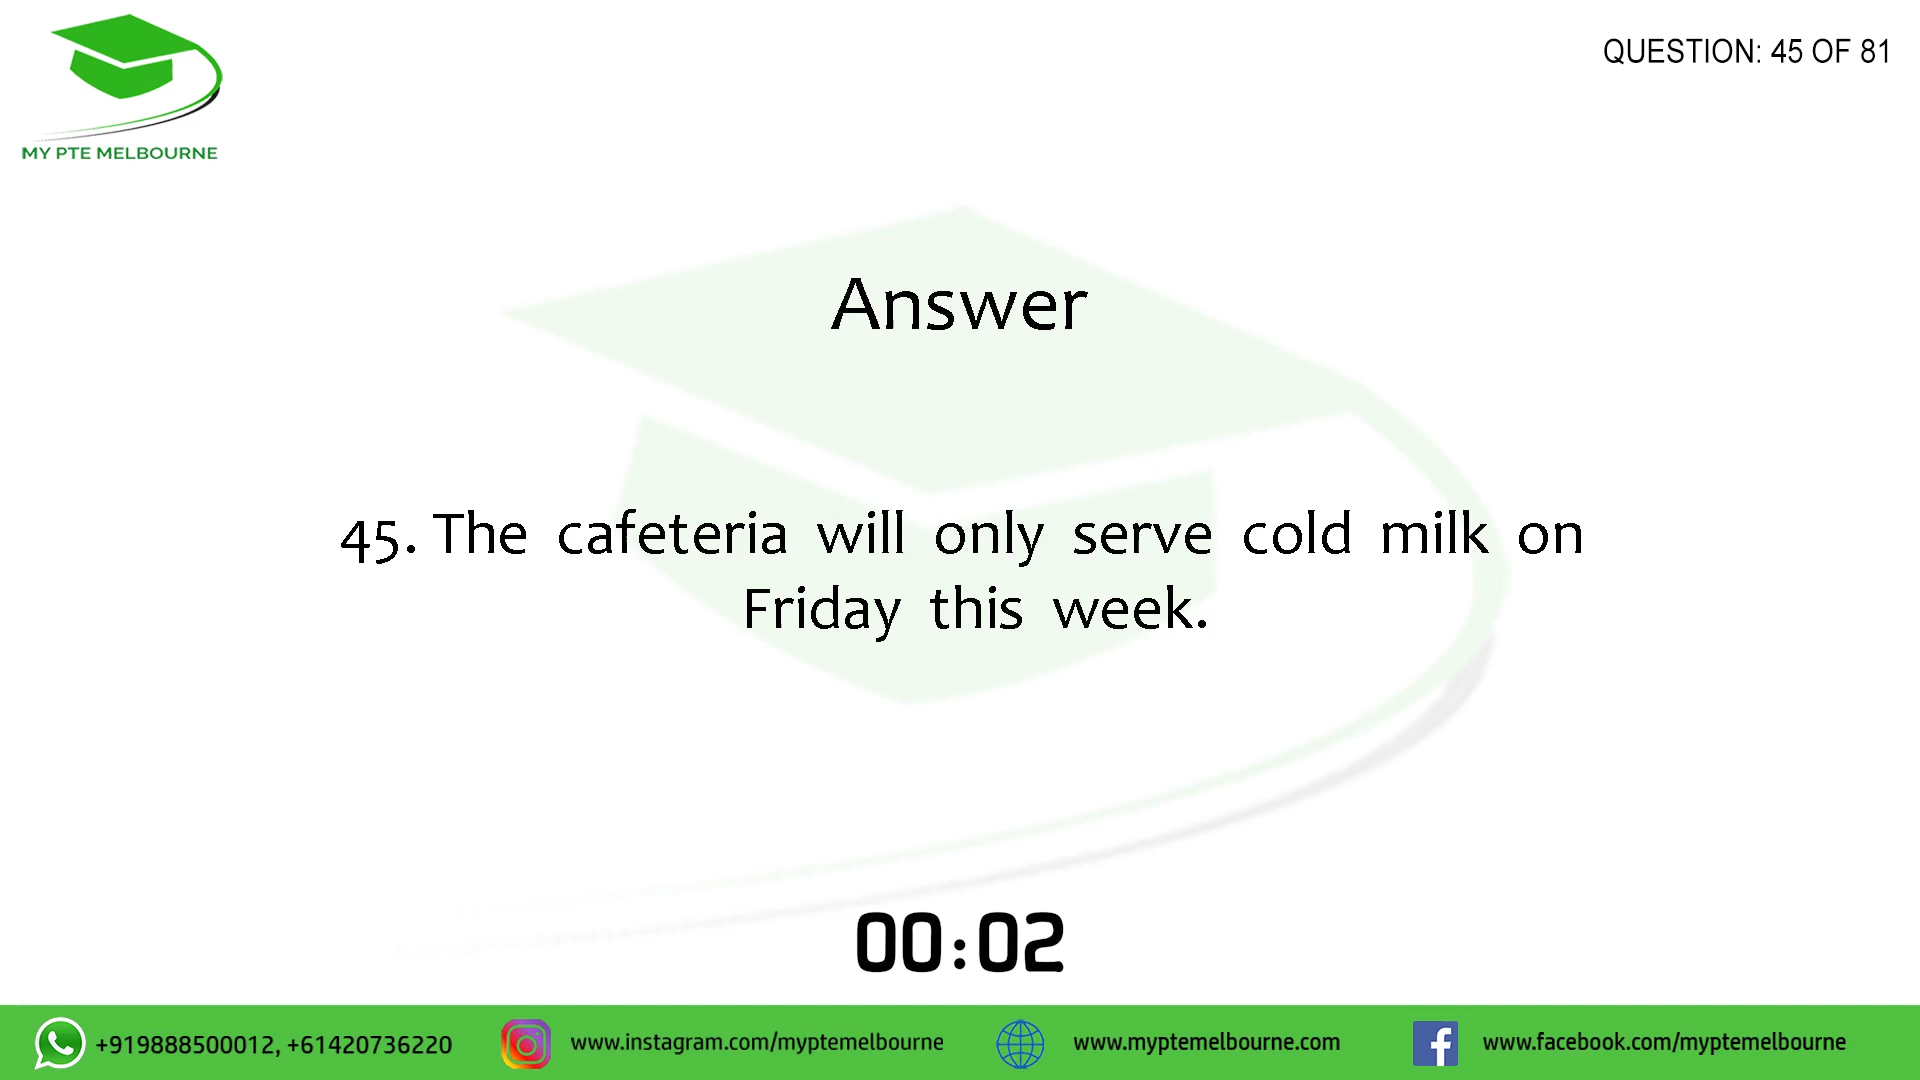 QUESTION: 45 OF 81
MY PTE MELBOURNE
Answer
45. The cafeteria will only serve cold milk on
Friday this week.
00:02
+919888500012, +61420736220
www.instagram.com/myptemelbourne
www.myptemelbourne.com
www.facebook.com/myptemelbourne